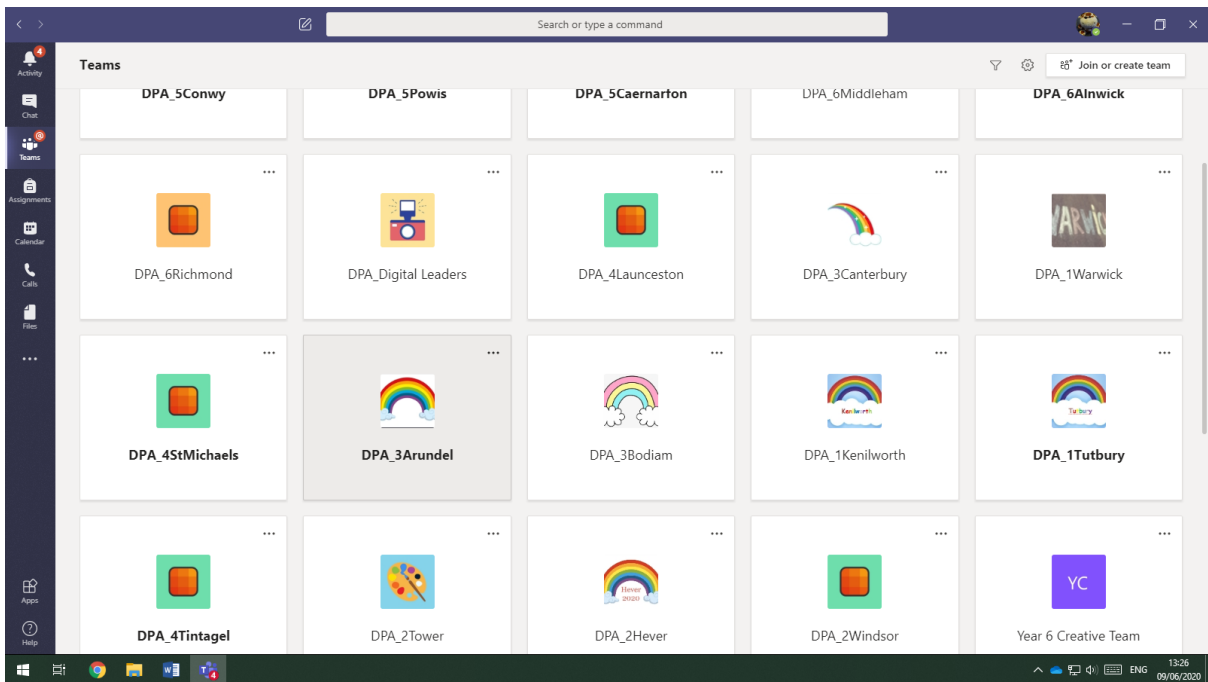 Search or type a command
4
Activity
Chat
@
Teams
Assignments
Calendar
Calls
Files
Apps
Help
Teams
Join or create team
DPA_5Conwy
DPA_5Powis
DPA_5Caernarfon
DPA_6Middleham
DPA_6Alnwick
DPA_6Richmond
DPA_Digital Leaders
DPA_4Launceston
DPA_3Canterbury
WARWIC
DPA_1Warwick
DPA_4StMichaels
DPA_3Arundel
DPA_3Bodiam
Kenilworth
DPA_1Kenilworth
Tutbury
DPA_1Tutbury
DPA_4Tintagel
DPA_2Tower
Hever
2020
DPA_2Hever
DPA_2Windsor
YC
Year 6 Creative Team
W
T
4
ENG
13:26
09/06/2020